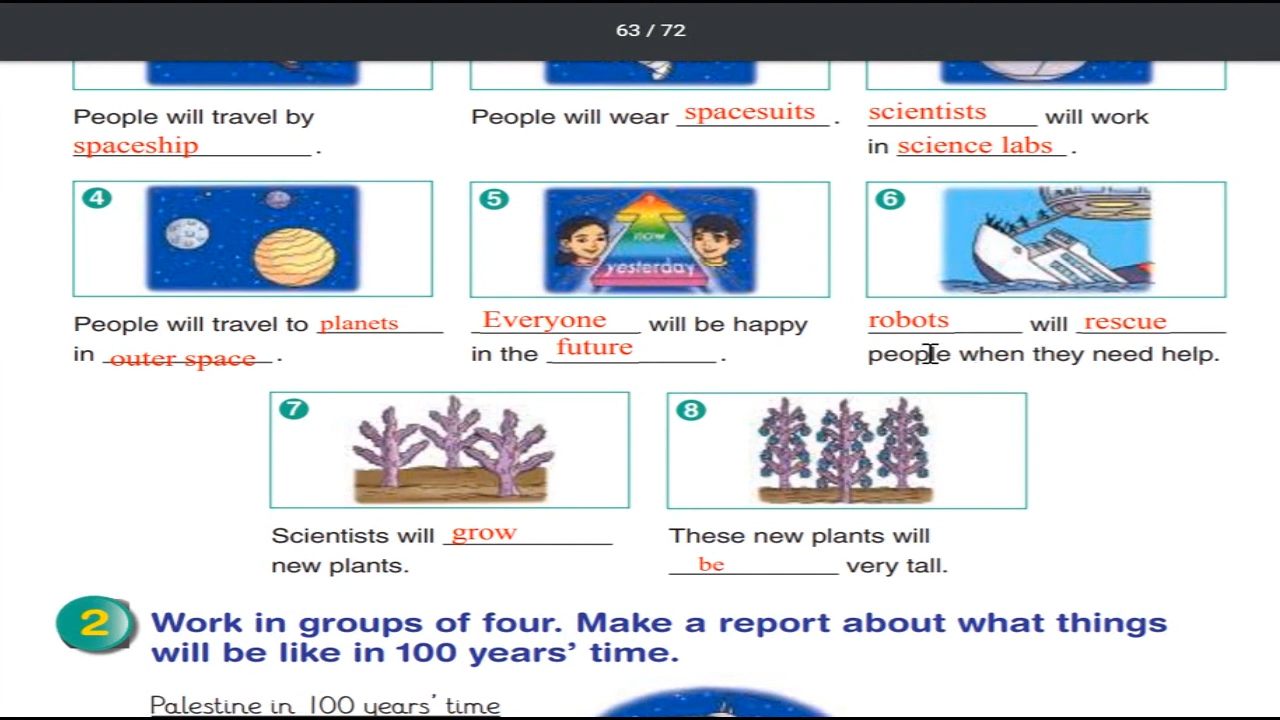 63 / 72
People will travel by
spaceship .
People will wear spacesuits .
scientists will work
in science labs .
4
5
6
now
yesterday
People will travel to planets
in outer space .
Everyone will be happy
in the future .
robots will rescue
people when they need help.
7
8
Scientists will grow
new plants.
These new plants will
be very tall.
2
Work in groups of four. Make a report about what things
will be like in 100 years' time.
Palestine in 100 years' time